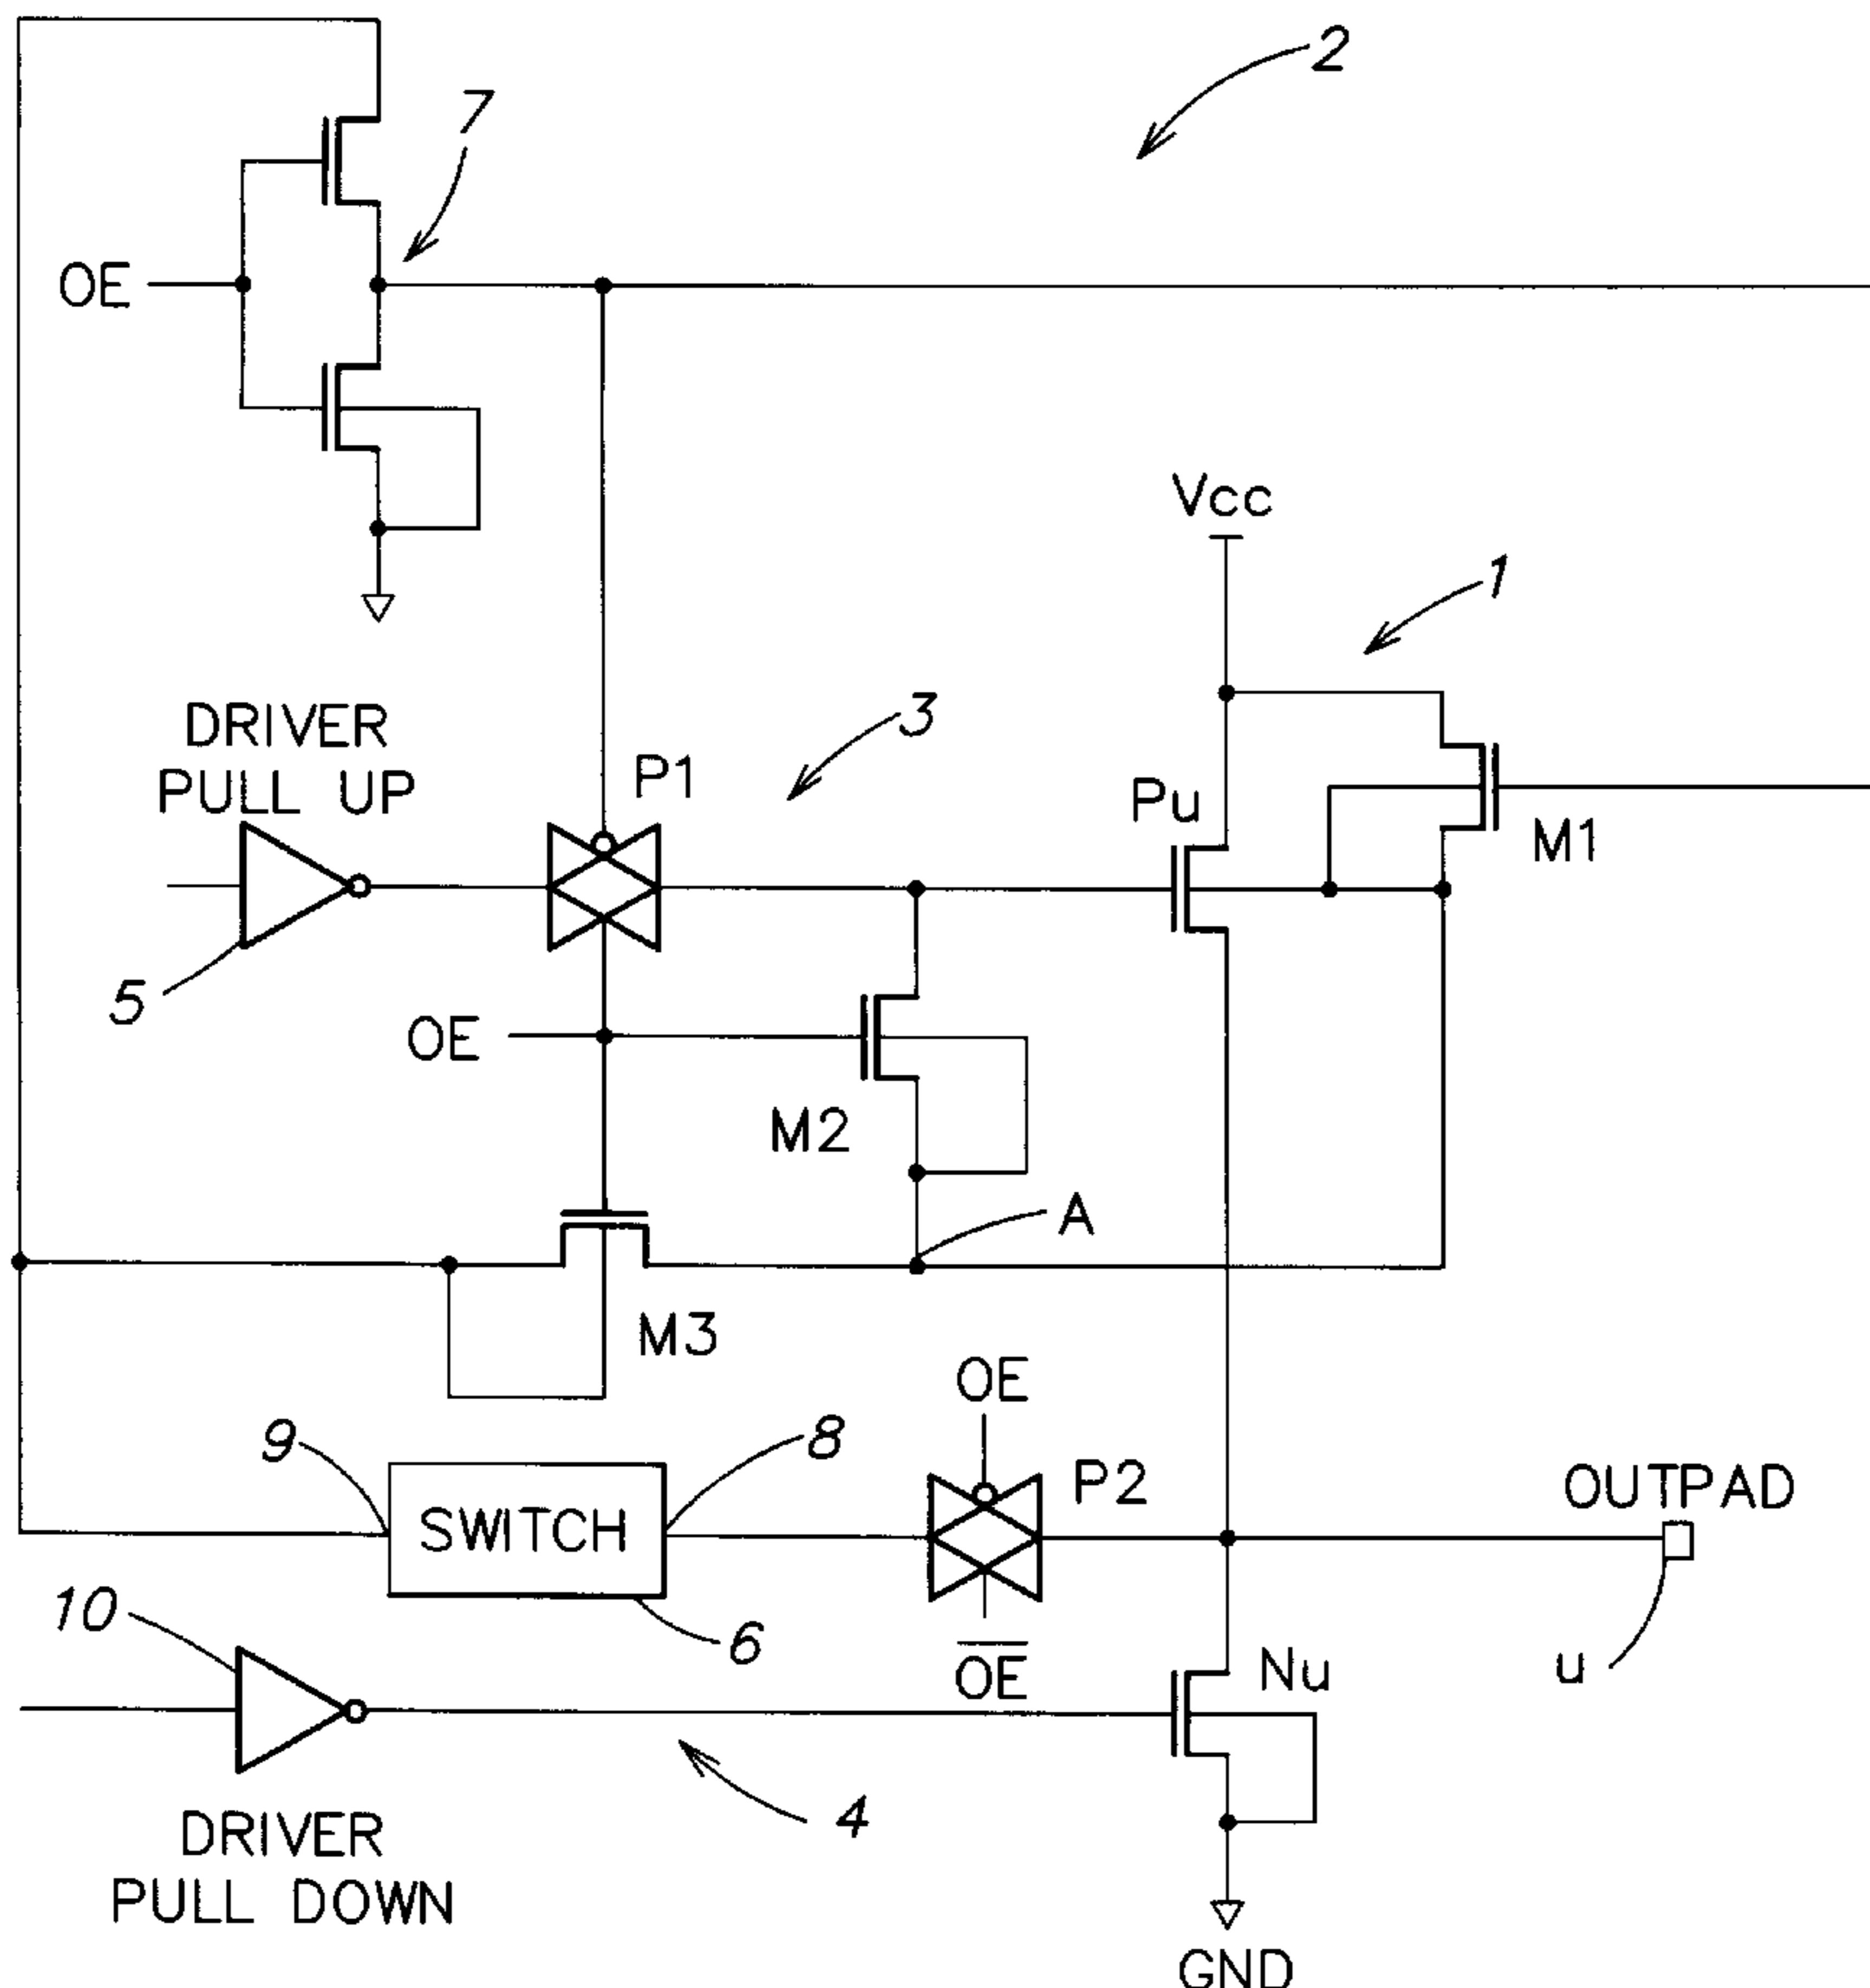 2
7
OE
Vcc
1
DRIVER
PULL UP
3
P1
Pu
M1
5
OE
M2
A
M3
OE
9
8
P2
OUTPAD
SWITCH
10
6
OE
Nu
u
4
DRIVER
PULL DOWN
GND